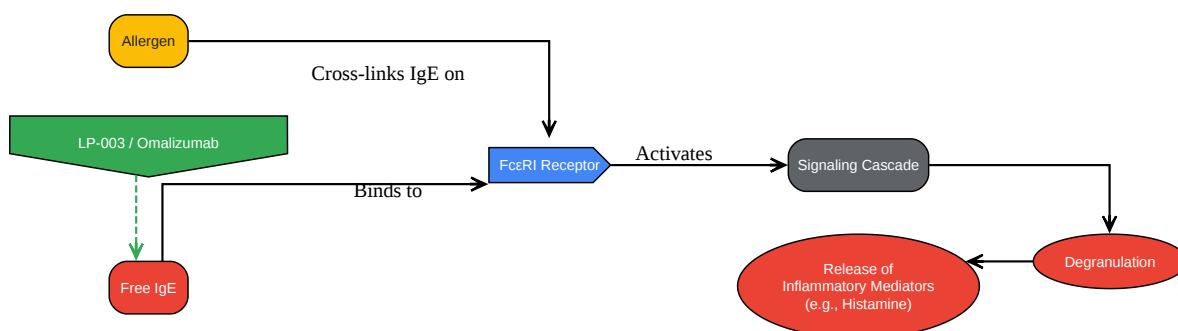 Allergen
Cross-links IgE on
LP-003 / Omalizumab
FcεRI Receptor
Activates
Signaling Cascade
Binds to
Free IgE
Degranulation
Release of
Inflammatory Mediators
(e.g., Histamine)